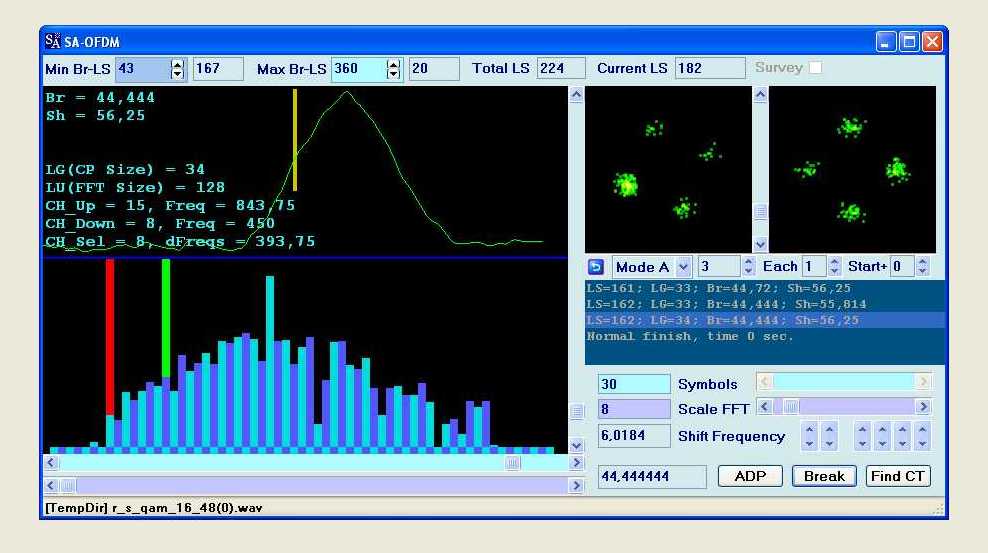 SA SA-OFDM
Min Br-LS 43 167 Max Br-LS 360 20 Total LS 224 Current LS 182 Survey
Br = 44,444
Sh = 56,25
LG(CP Size) = 34
LU(FFT Size) = 128
CH_Up = 15, Freq = 843,75
CH_Down = 8, Freq = 450
CH_Sel = 8, dFreqs = 393,75
Mode A 3 Each 1 Start+ 0
LS=161; LG=33; Br=44,72; Sh=56,25
LS=162; LG=33; Br=44,444; Sh=55,814
LS=162; LG=34; Br=44,444; Sh=56,25
Normal finish, time 0 sec.
30 Symbols
8 Scale FFT
6,0184 Shift Frequency
44,444444 ADP Break Find CT
[TempDir] r_s_qam_16_48(0).wav